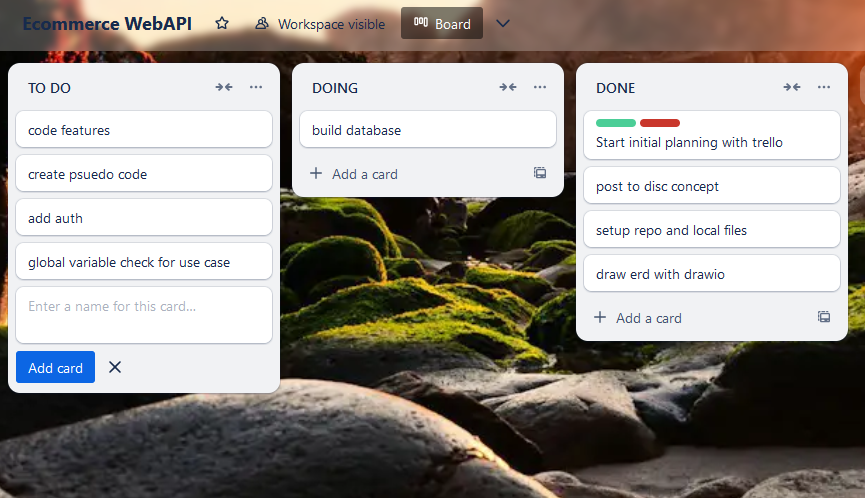 Ecommerce WebAPI
Workspace visible
Board
TO DO
code features
create psuedo code
add auth
global variable check for use case
Enter a name for this card...
Add card
DOING
build database
Add a card
DONE
Start initial planning with trello
post to disc concept
setup repo and local files
draw erd with drawio
Add a card